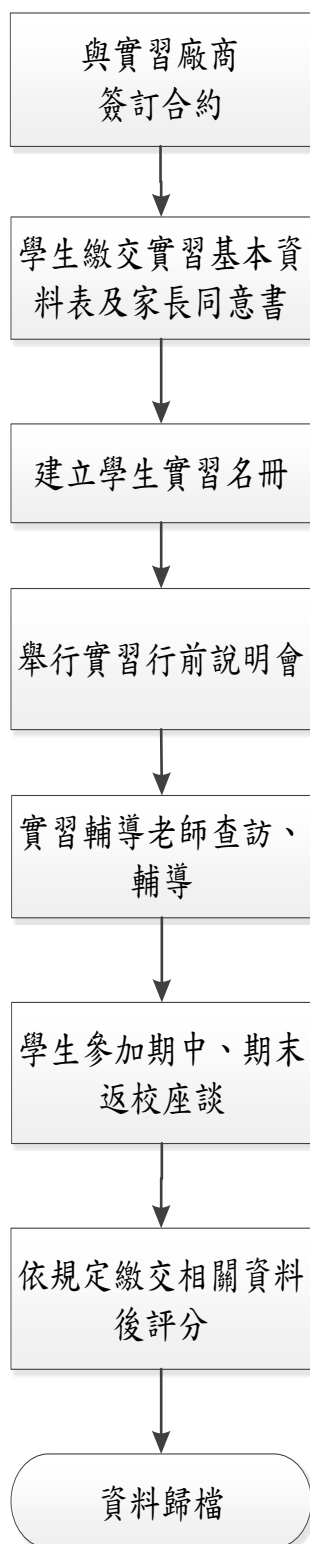 與實習廠商
簽訂合約
學生繳交實習基本資
料表及家長同意書
建立學生實習名冊
舉行實習行前說明會
實習輔導老師查訪、
輔導
學生參加期中、期末
返校座談
依規定繳交相關資料
後評分
資料歸檔